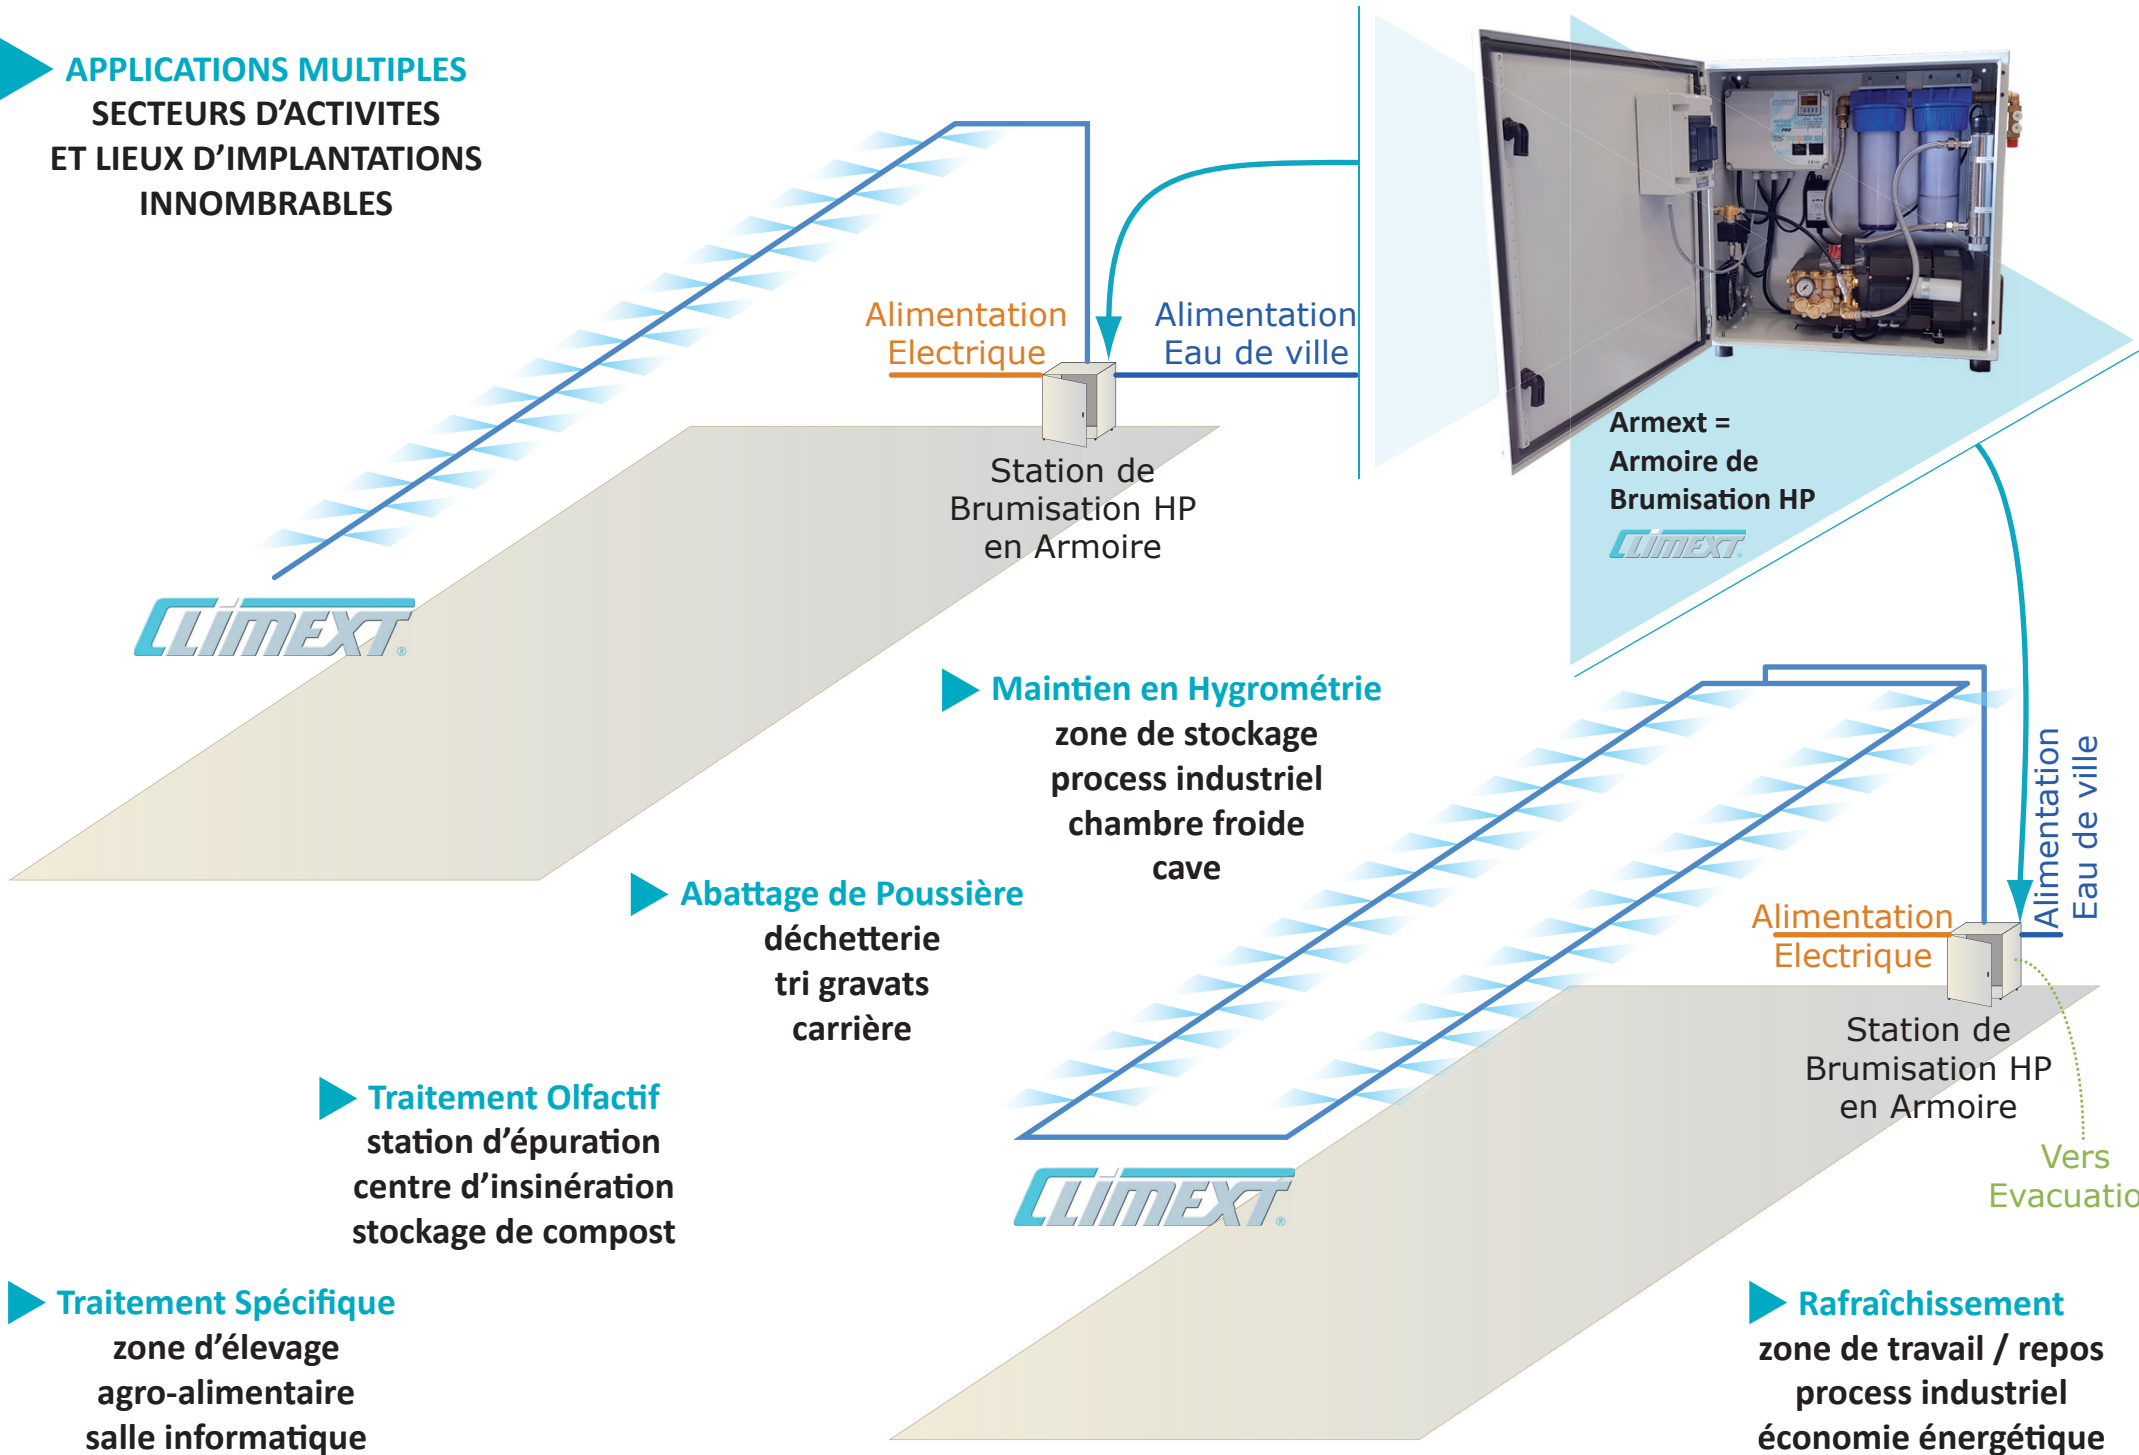 APPLICATIONS MULTIPLES
SECTEURS D'ACTIVITES
ET LIEUX D'IMPLANTATIONS
INNOMBRABLES
Alimentation
Electrique
Alimentation
Eau de ville
Station de
Brumisation HP
en Armoire
CLIMEXT®
Armext =
Armoire de
Brumisation HP
CLIMEXT
Maintien en Hygrométrie
zone de stockage
process industriel
chambre froide
cave
Abattage de Poussière
déchetterie
tri gravats
carrière
Traitement Olfactif
station d'épuration
centre d'insinération
stockage de compost
Traitement Spécifique
zone d'élevage
agro-alimentaire
salle informatique
Alimentation
Eau de ville
Alimentation
Electrique
Station de
Brumisation HP
en Armoire
Vers
Evacuatio
CLIMEXT®
Rafraîchissement
zone de travail / repos
process industriel
économie énergétique